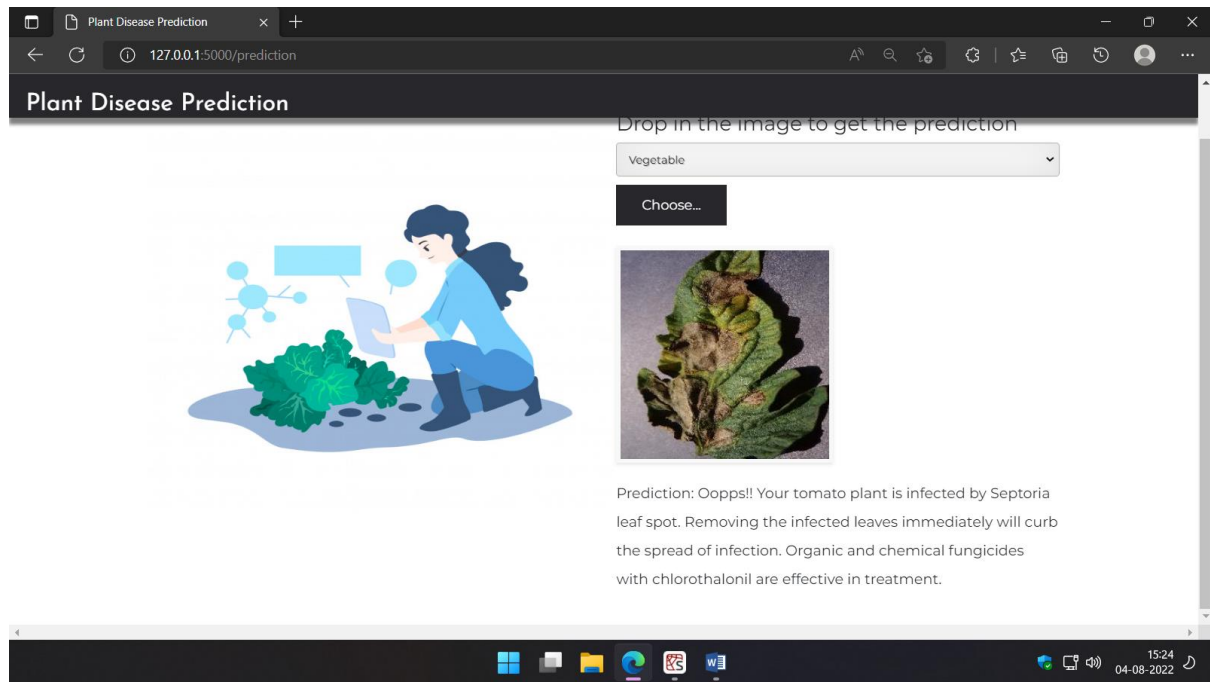 Plant Disease Prediction
127.0.0.1:5000/prediction
Plant Disease Prediction
Drop in the image to get the prediction
Vegetable
Choose...
Prediction: Oopps!! Your tomato plant is infected by Septoria
leaf spot. Removing the infected leaves immediately will curb
the spread of infection. Organic and chemical fungicides
with chlorothalonil are effective in treatment.
15:24
04-08-2022